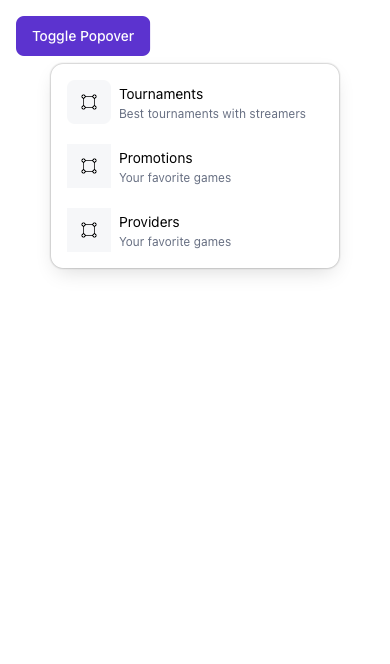 Toggle Popover
Tournaments
Best tournaments with streamers
Promotions
Your favorite games
Providers
Your favorite games